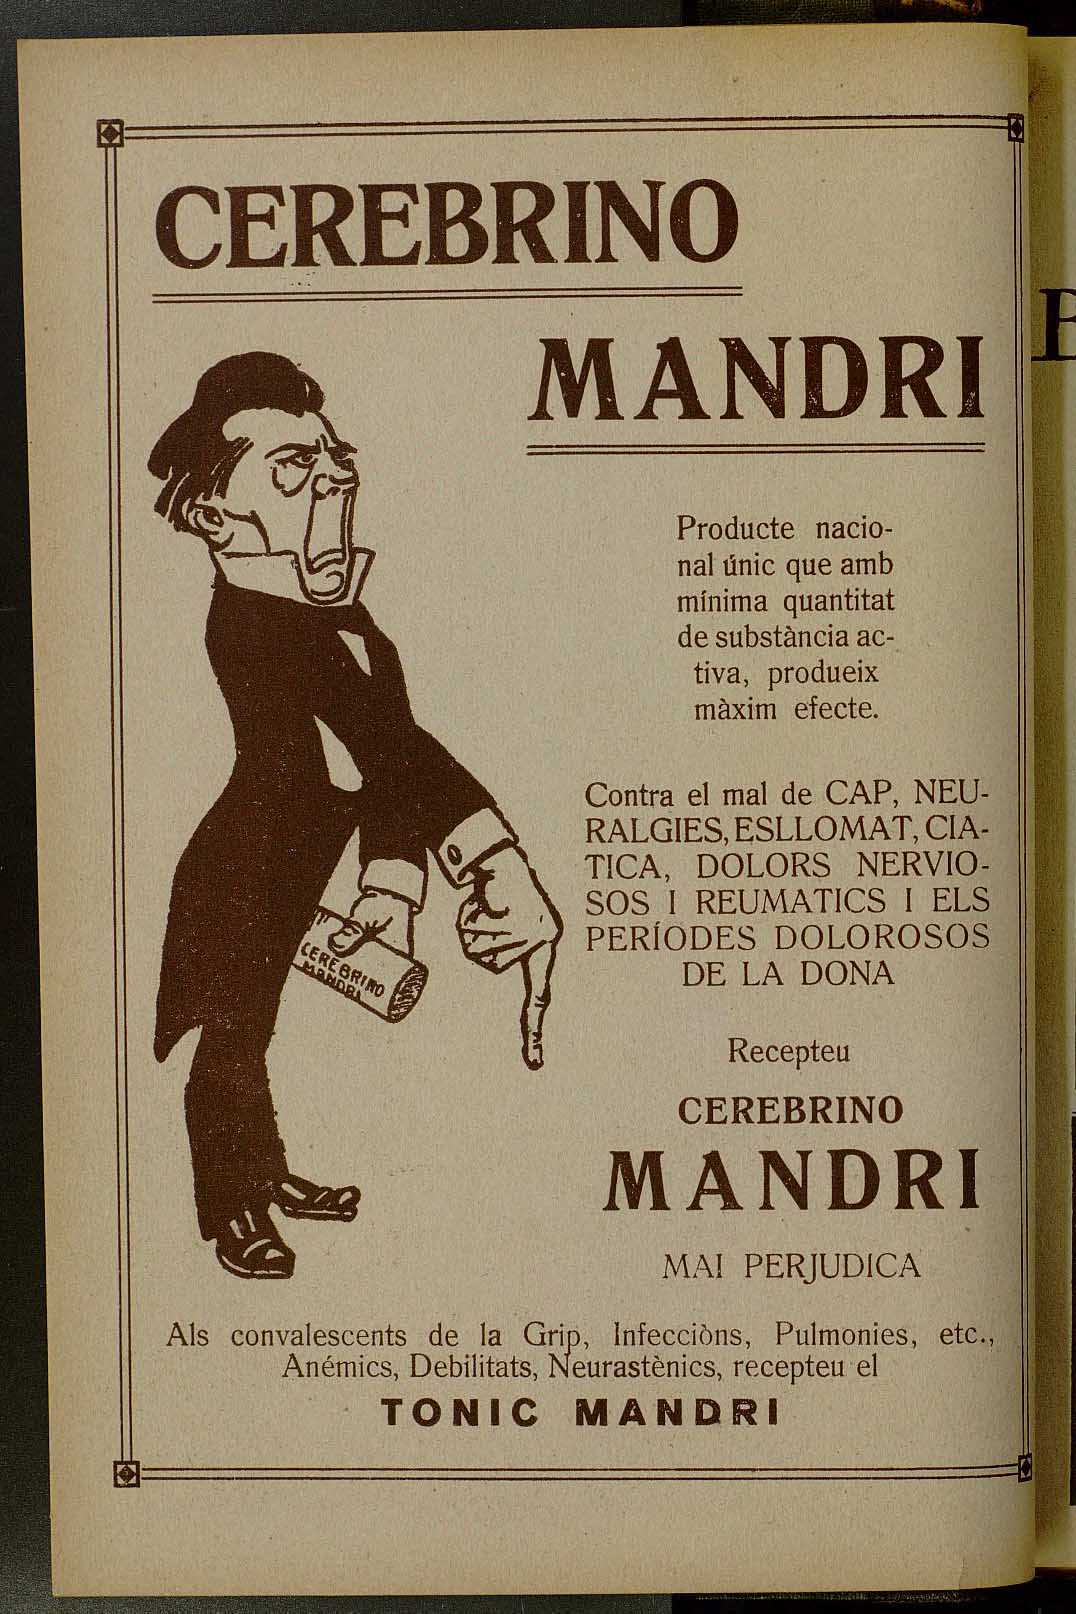 CEREBRINO
MANDRI
Producte nacio-
nal únic que amb
mínima quantitat
de substància ac-
tiva, produeix
màxim efecte.
Contra el mal de CAP, NEU-
RALGIES, ESLLOMAT, CIA-
TICA, DOLORS NERVIO-
SOS I REUMATICS I ELS
PERÍODES DOLOROSOS
DE LA DONA
CEREBRINO
MANDRI
Recepteu
CEREBRINO
MANDRI
MAI PERJUDICA
Als convalescents de la Grip, Infecciòns, Pulmonies, etc.,
Anémics, Debilitats, Neurastènics, recepteu el
TONIC MANDRI